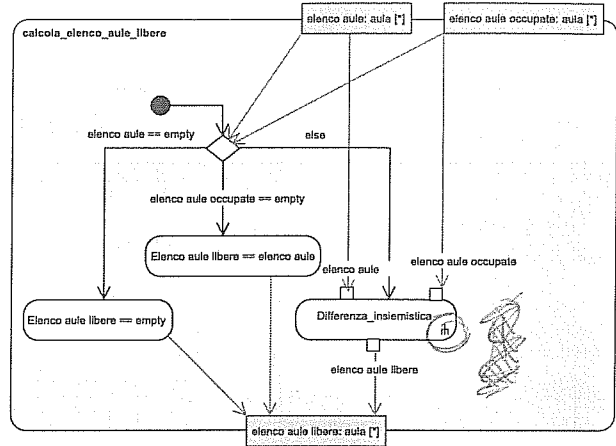 elenco aule: aula [*]
elenco aule occupate: aula [*]
calcola_elenco_aule_libere
elenco aule == empty
else
elenco aule occupate == empty
Elenco aule libere == elenco aule
elenco aule
elenco aule occupate
Elenco aule libere == empty
Differenza_insiemistica
elenco aule libere
elenco aule libere: aula [*]